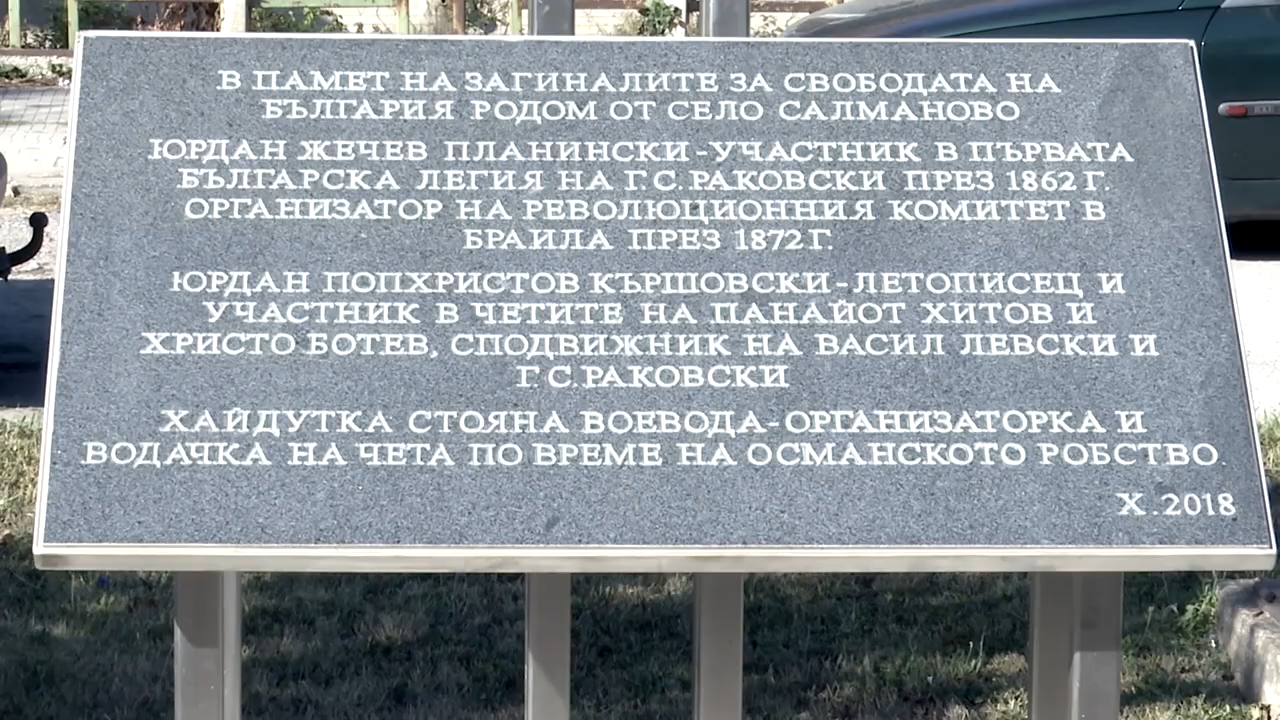 В ПАМЕТ НА ЗАГИНАЛИТЕ ЗА СВОБОДАТА НА
БЪЛГАРИЯ РОДОМ ОТ СЕЛО САЛМАНОВО
ЮРДАН ЖЕЧЕВ ПЛАНИНСКИ-УЧАСТНИК В ПЪРВАТА
БЪЛГАРСКА ЛЕГИЯ НА Г. С. РАКОВСКИ ПРЕЗ 1862 Г.
ОРГАНИЗАТОР НА РЕВОЛЮЦИОННИЯ КОМИТЕТ В
БРАИЛА ПРЕЗ 1872 Г.
ЮРДАН ПОПХРИСТОВ КЪРШОВСКИ-ЛЕТОПИСЕЦ И
УЧАСТНИК В ЧЕТИТЕ НА ПАНАЙОТ ХИТОВ И
ХРИСТО БОТЕВ, СПОДВИЖНИК НА ВАСИЛ ЛЕВСКИ И
Г. С. РАКОВСКИ
ХАЙДУТКА СТОЯНА ВОЕВОДА-ОРГАНИЗАТОРКА И
ВОДАЧКА НА ЧЕТА ПО ВРЕМЕ НА ОСМАНСКОТО РОБСТВО.
X.2018